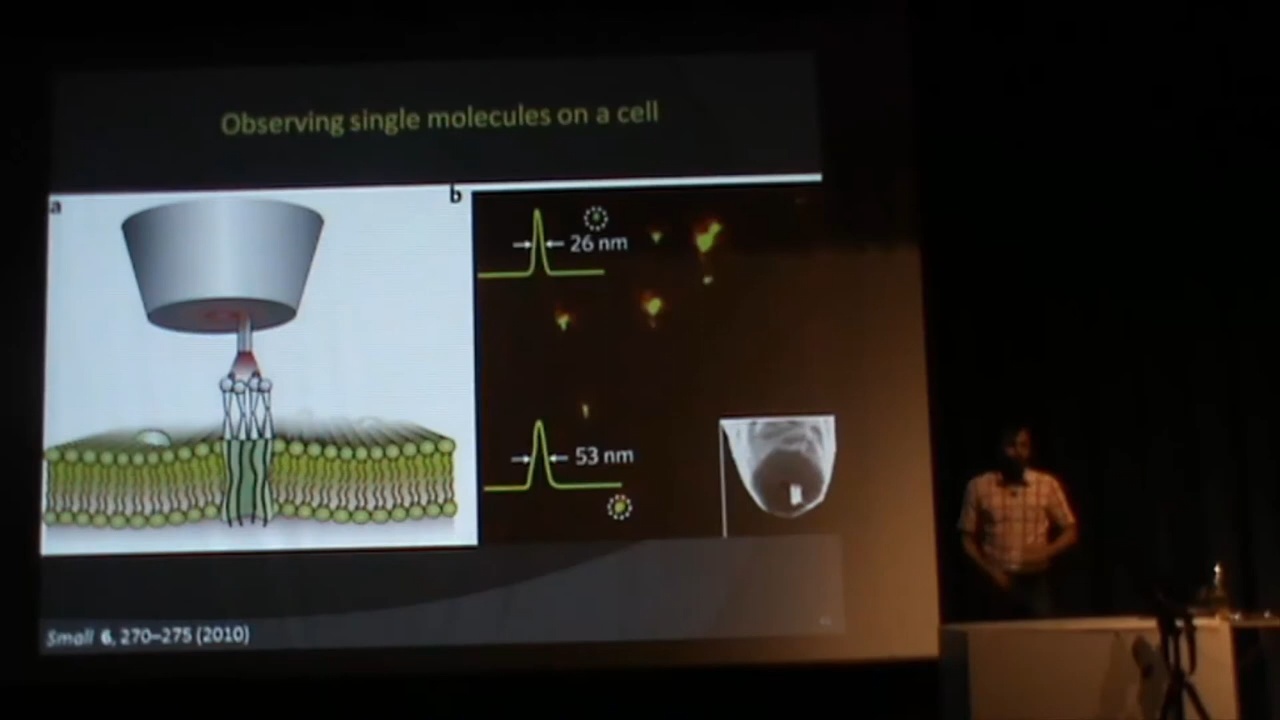 Observing single molecules on a cell
a
b
26 nm
53 nm
Small 6, 270–275 (2010)